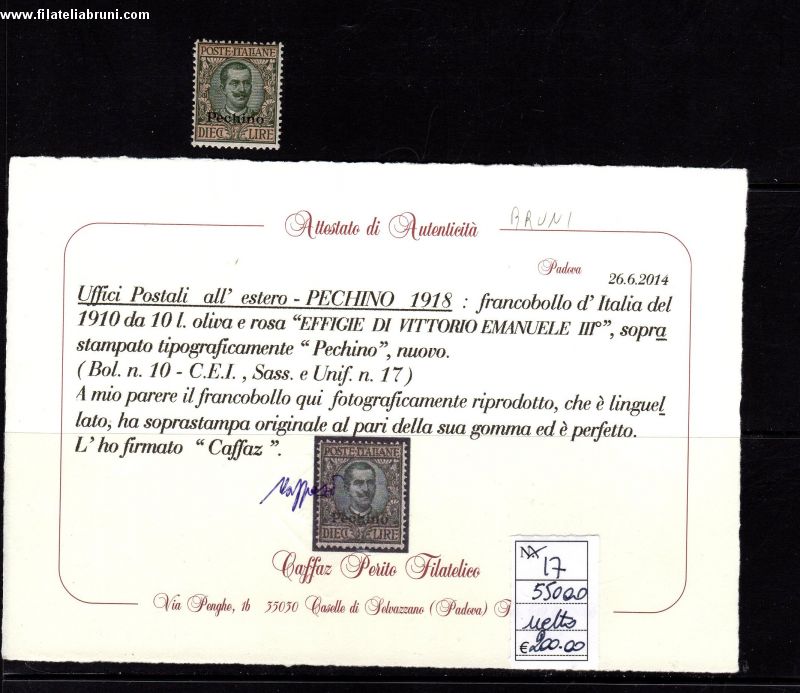 www.filateliabruni.com
POSTE·ITALIANE
Pechino
DIECI LIRE
Attestato di Autenticità
BRUNI
Padova
26.6.2014
Uffici Postali all' estero - PECHINO 1918 : francobollo d' Italia del
1910 da 10 l. oliva e rosa "EFFIGIE DI VITTORIO EMANUELE III°", sopra
stampato tipograficamente " Pechino", nuovo.
( Bol. n. 10 - C.E.I. , Sass. e Unif. n. 17 )
A mio parere il francobollo qui fotograficamente riprodotto, che è linguel
lato, ha soprastampa originale al pari della sua gomma ed è perfetto.
L' ho firmato " Caffaz ".
POSTE·ITALIANE
Pechino
DIECI LIRE
Caffaz Perito Filatelico
Via Penghe, 1b 35030 Caselle di Selvazzano (Padova)
17
netto
€200.00